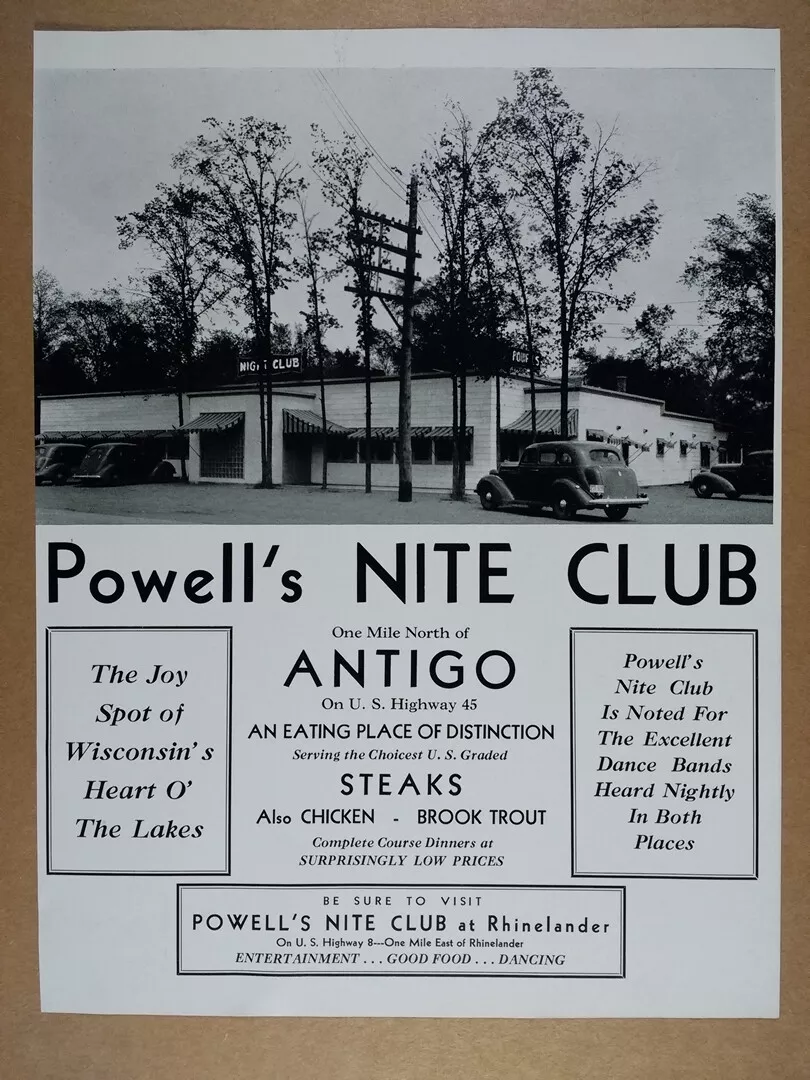 NIGHT CLUB
Powell's NITE CLUB
The Joy
Spot of
Wisconsin's
Heart O'
The Lakes
One Mile North of
ANTIGO
On U. S. Highway 45
AN EATING PLACE OF DISTINCTION
Serving the Choicest U. S. Graded
STEAKS
Also CHICKEN - BROOK TROUT
Complete Course Dinners at
SURPRISINGLY LOW PRICES
Powell's
Nite Club
Is Noted For
The Excellent
Dance Bands
Heard Nightly
In Both
Places
BE SURE TO VISIT
POWELL'S NITE CLUB at Rhinelander
On U. S. Highway 8---One Mile East of Rhinelander
ENTERTAINMENT . . . GOOD FOOD . . . DANCING